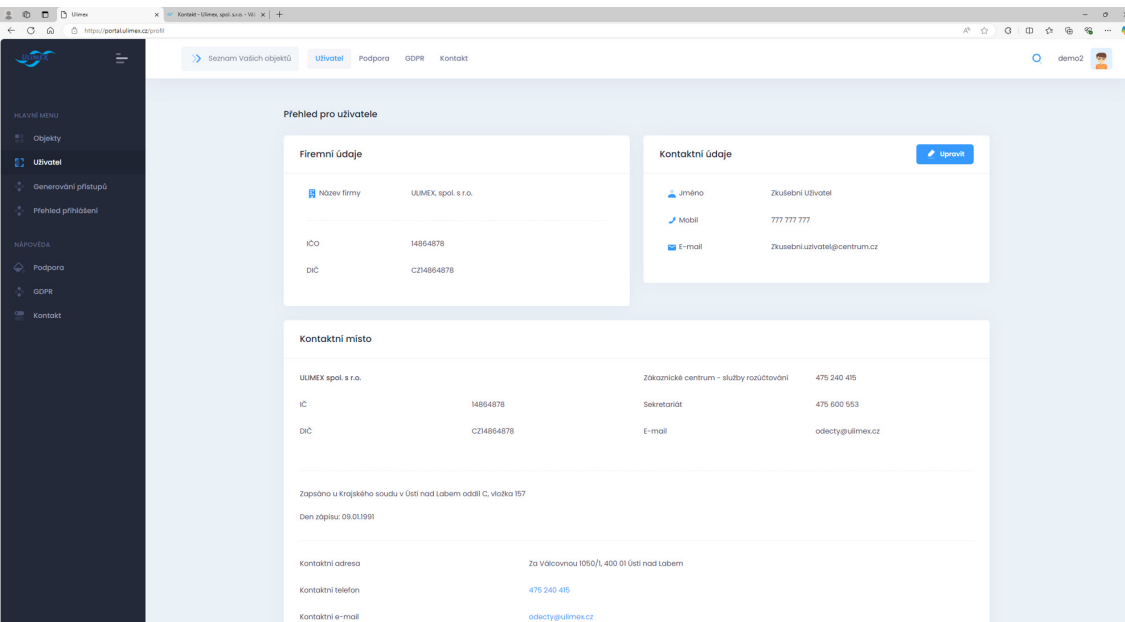 Ulimex
Kontakt - Ulimex, spol. s.r.o. - Vá
https://portal.ulimex.cz/profil
ULIMEX
Seznam Vašich objektů
Uživatel
Podpora
GDPR
Kontakt
demo2
HLAVNÍ MENU
Objekty
Uživatel
Generování přístupů
Přehled přihlášení
NÁPOVĚDA
Podpora
GDPR
Kontakt
Přehled pro uživatele
Firemní údaje
Název firmy ULIMEX, spol. s r.o.
IČO 14864878
DIČ CZ14864878
Kontaktní údaje
Upravit
Jméno Zkušební Uživatel
Mobil 777 777 777
E-mail Zkusebni.uzivatel@centrum.cz
Kontaktní místo
ULIMEX spol. s r.o.
IČ 14864878
DIČ CZ14864878
Zákaznické centrum - služby rozúčtování 475 240 415
Sekretariát 475 600 553
E-mail odecty@ulimex.cz
Zapsáno u Krajského soudu v Ústí nad Labem oddíl C, vložka 157
Den zápisu: 09.01.1991
Kontaktní adresa Za Válcovnou 1050/1, 400 01 Ústí nad Labem
Kontaktní telefon 475 240 415
Kontaktní e-mail odecty@ulimex.cz